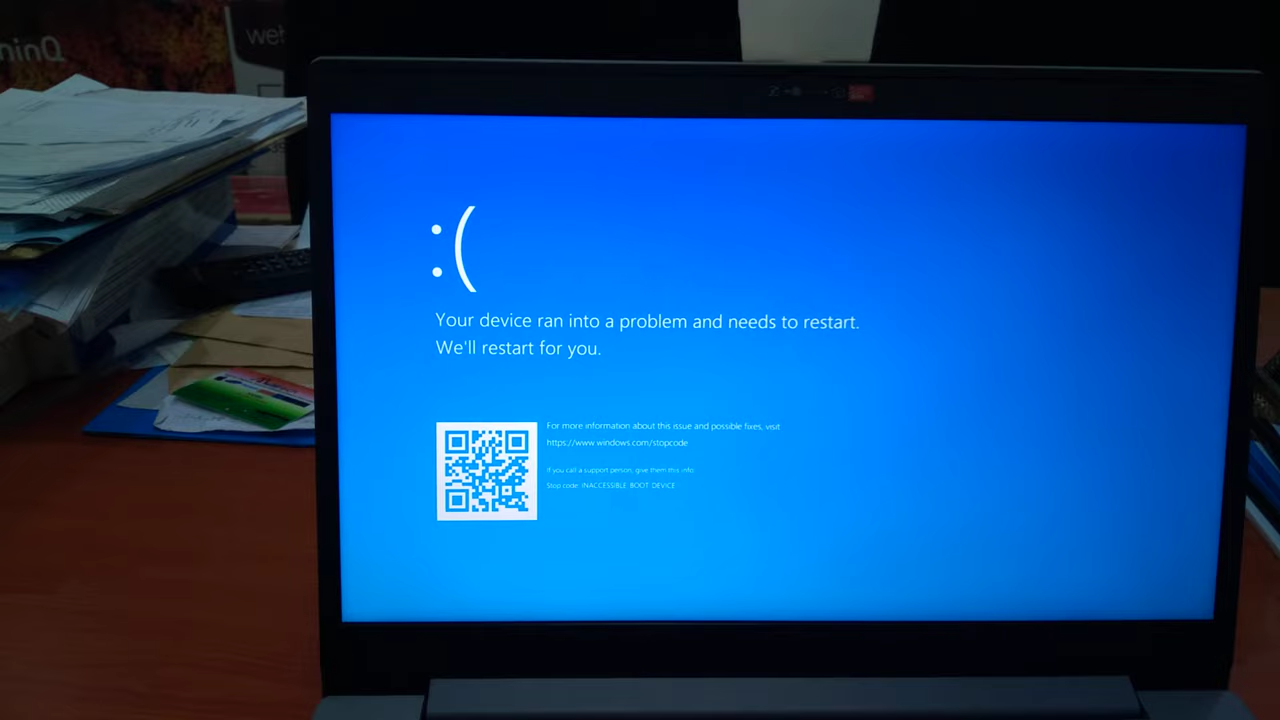 web
:(
Your device ran into a problem and needs to restart.
We'll restart for you.
For more information about this issue and possible fixes, visit
https://www.windows.com/stopcode
If you call a support person, give them this info:
Stop code: INACCESSIBLE BOOT DEVICE